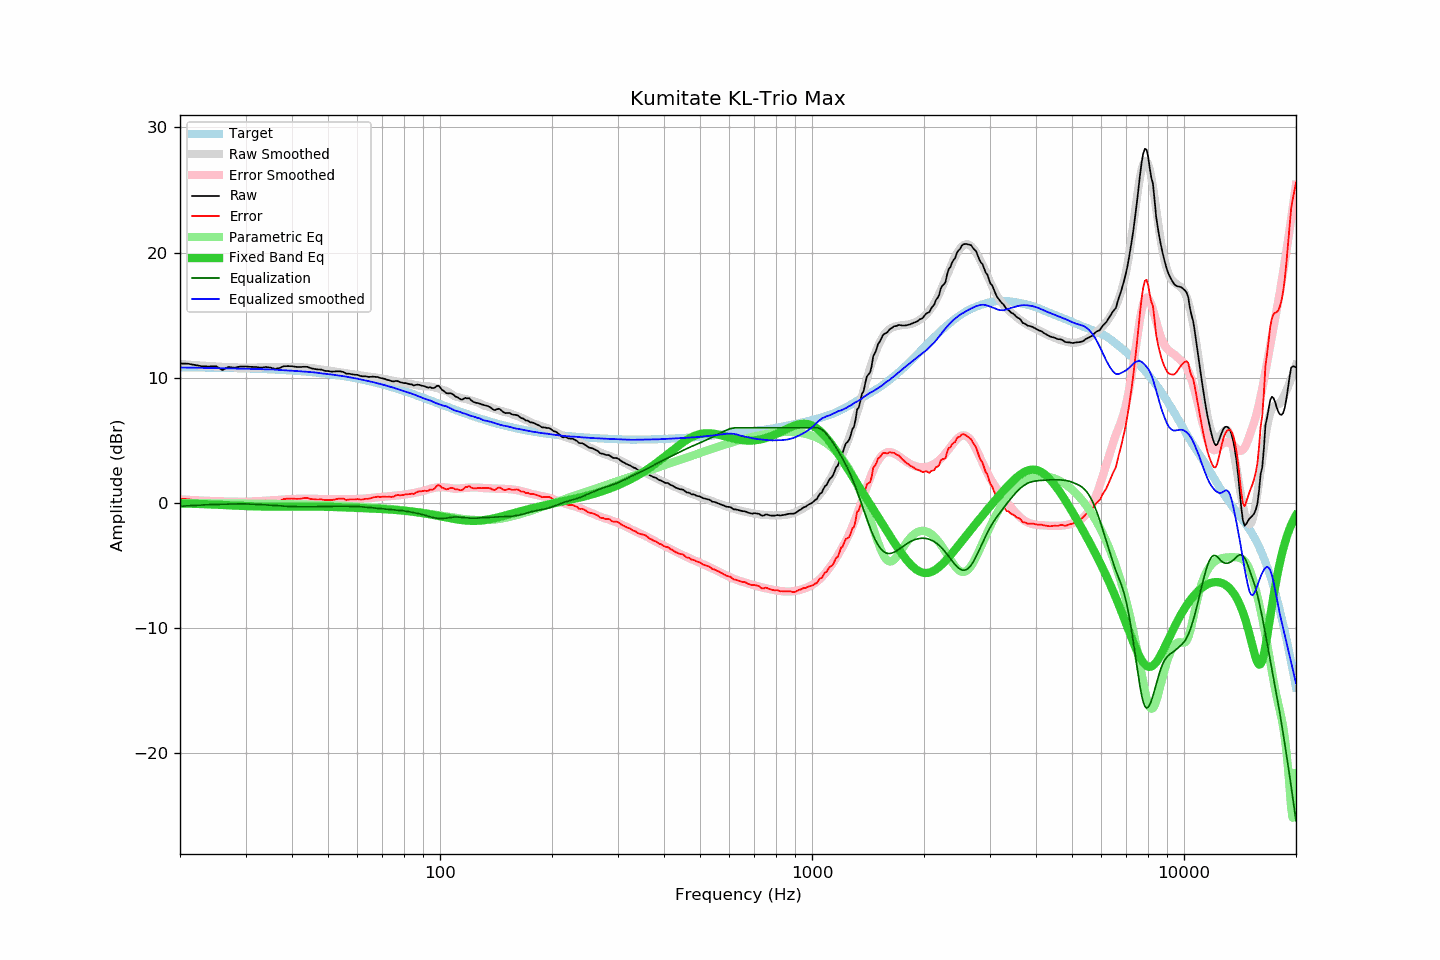 Kumitate KL-Trio Max
30
20
10
0
−10
−20
Amplitude (dBr)
Target
Raw Smoothed
Error Smoothed
Raw
Error
Parametric Eq
Fixed Band Eq
Equalization
Equalized smoothed
100
1000
10000
Frequency (Hz)